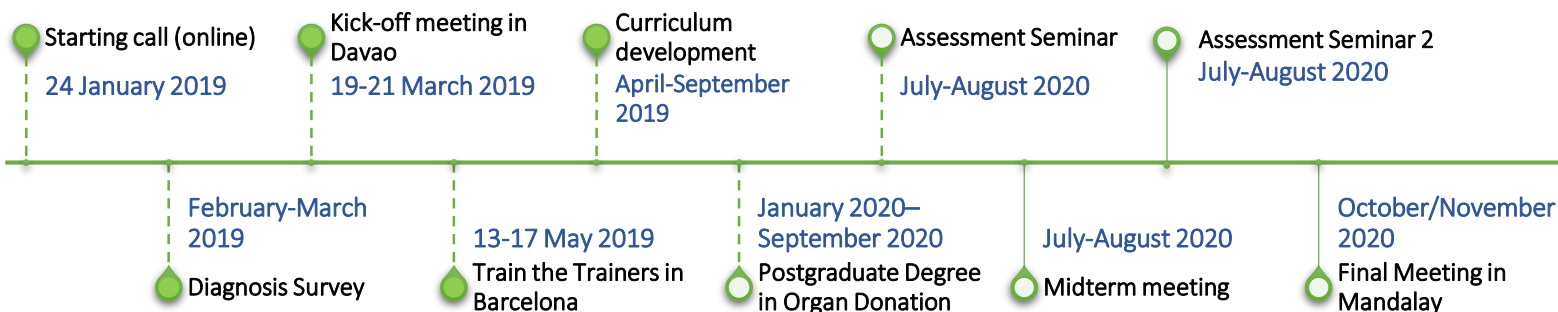 Starting call (online)
24 January 2019
Kick-off meeting in
Davao
19-21 March 2019
Curriculum
development
April-September
2019
Assessment Seminar
July-August 2020
Assessment Seminar 2
July-August 2020
February-March
2019
Diagnosis Survey
13-17 May 2019
Train the Trainers in
Barcelona
January 2020–
September 2020
Postgraduate Degree
in Organ Donation
July-August 2020
Midterm meeting
October/November
2020
Final Meeting in
Mandalay